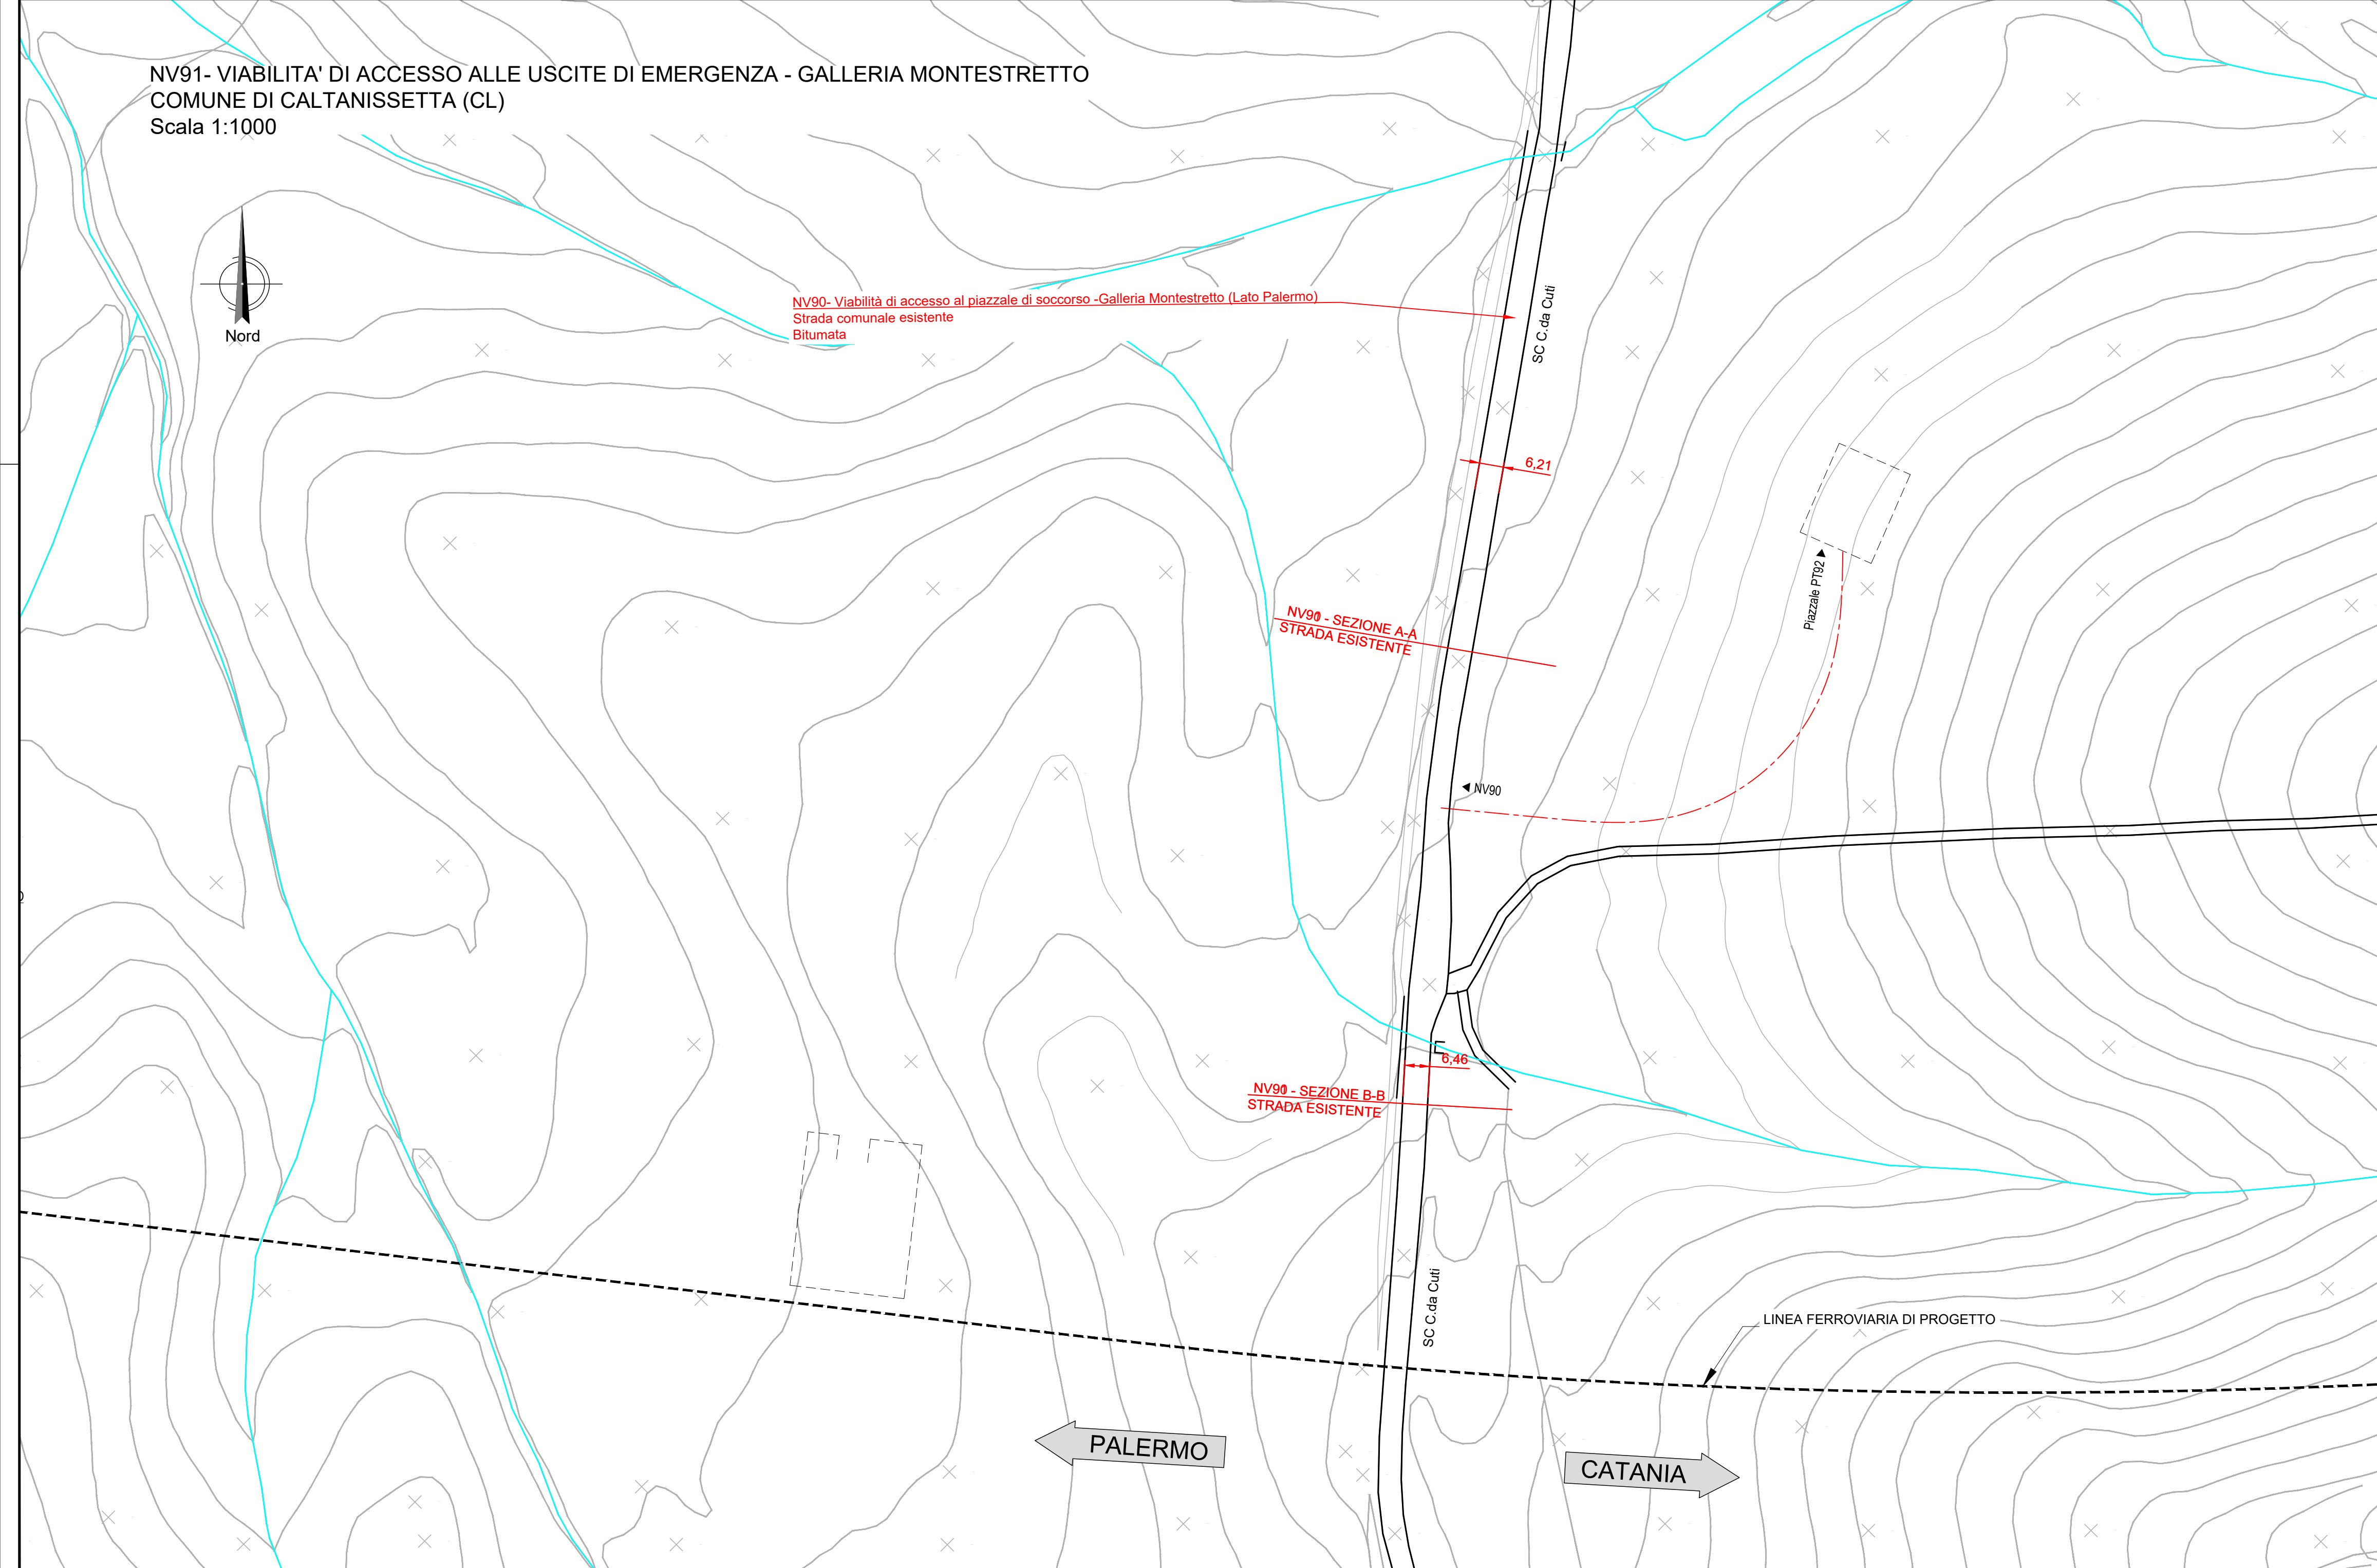 NV91- VIABILITA' DI ACCESSO ALLE USCITE DI EMERGENZA - GALLERIA MONTESTRETTO
COMUNE DI CALTANISSETTA (CL)
Scala 1:1000
Nord
NV90- Viabilità di accesso al piazzale di soccorso -Galleria Montestretto (Lato Palermo)
Strada comunale esistente
Bitumata
SC C.da Cuti
6,21
Piazzale PT92
NV90 - SEZIONE A-A
STRADA ESISTENTE
NV90
6,46
NV90 - SEZIONE B-B
STRADA ESISTENTE
SC C.da Cuti
LINEA FERROVIARIA DI PROGETTO
PALERMO
CATANIA